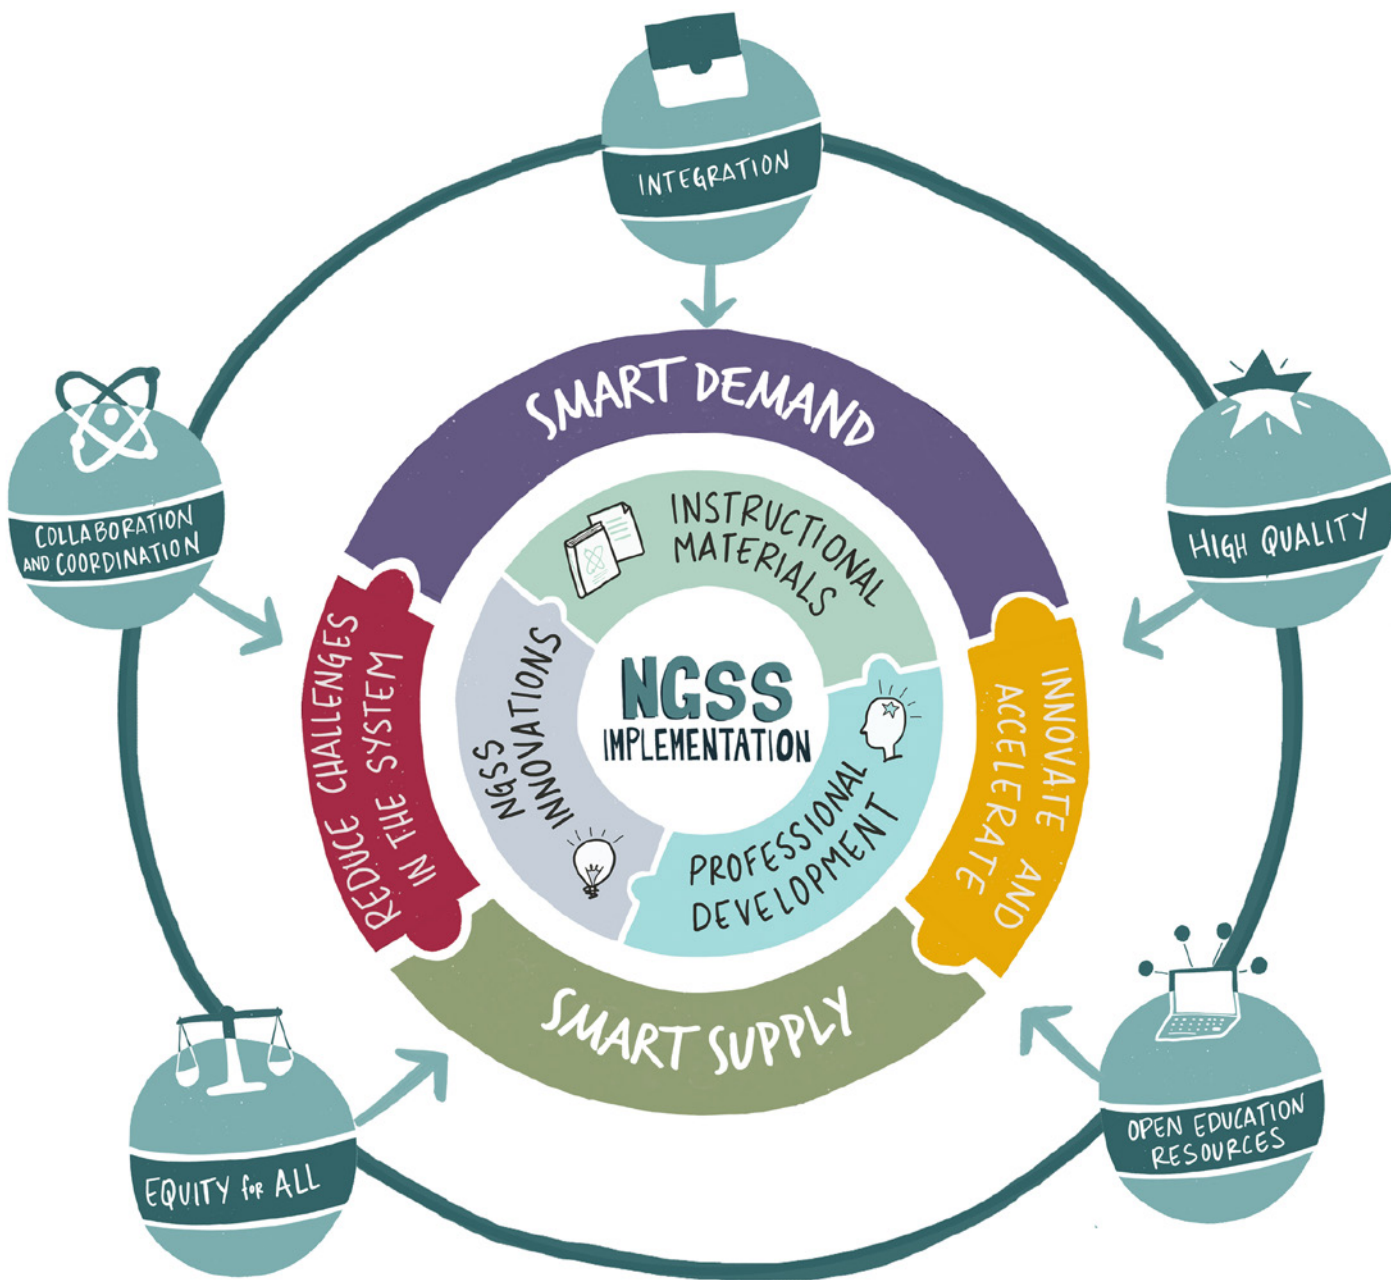 INTEGRATION
COLLABORATION
AND COORDINATION
HIGH QUALITY
SMART DEMAND
INSTRUCTIONAL
MATERIALS
REDUCE CHALLENGES
IN THE SYSTEM
NGSS
INNOVATIONS
NGSS
IMPLEMENTATION
INNOVATE AND
ACCELERATE
PROFESSIONAL
DEVELOPMENT
SMART SUPPLY
EQUITY for ALL
OPEN EDUCATION
RESOURCES